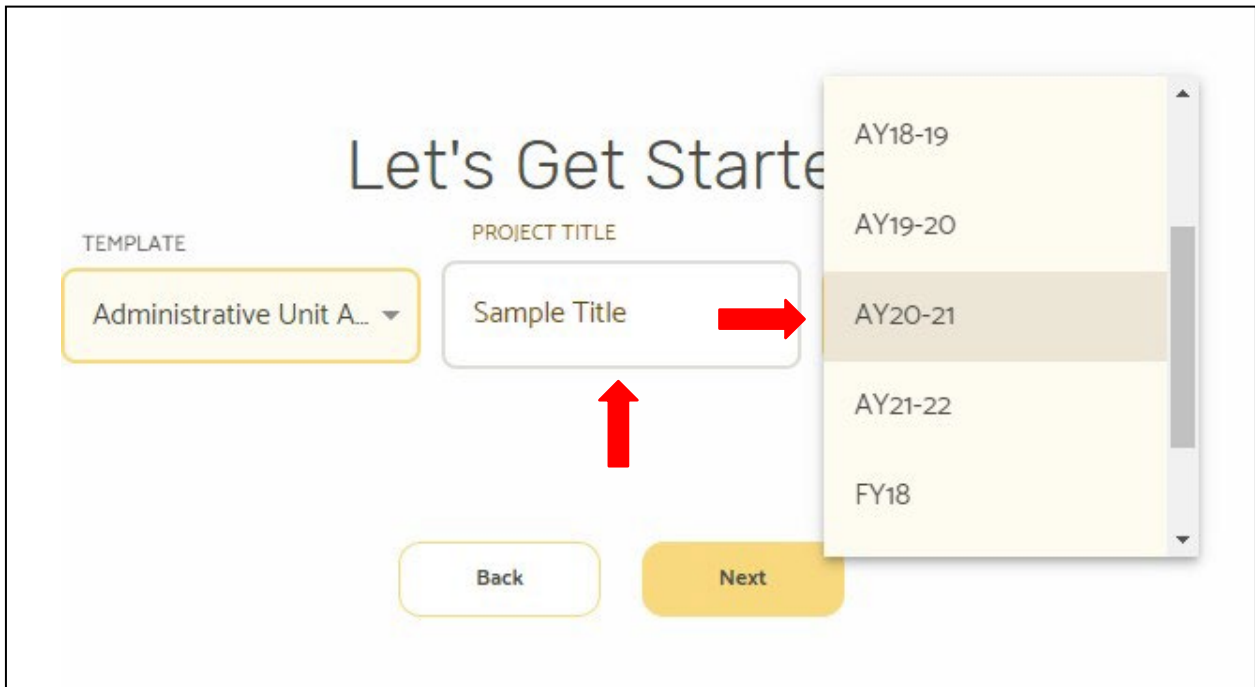 Let's Get Starte
TEMPLATE
Administrative Unit A...
PROJECT TITLE
Sample Title
AY18-19
AY19-20
AY20-21
AY21-22
FY18
Back
Next